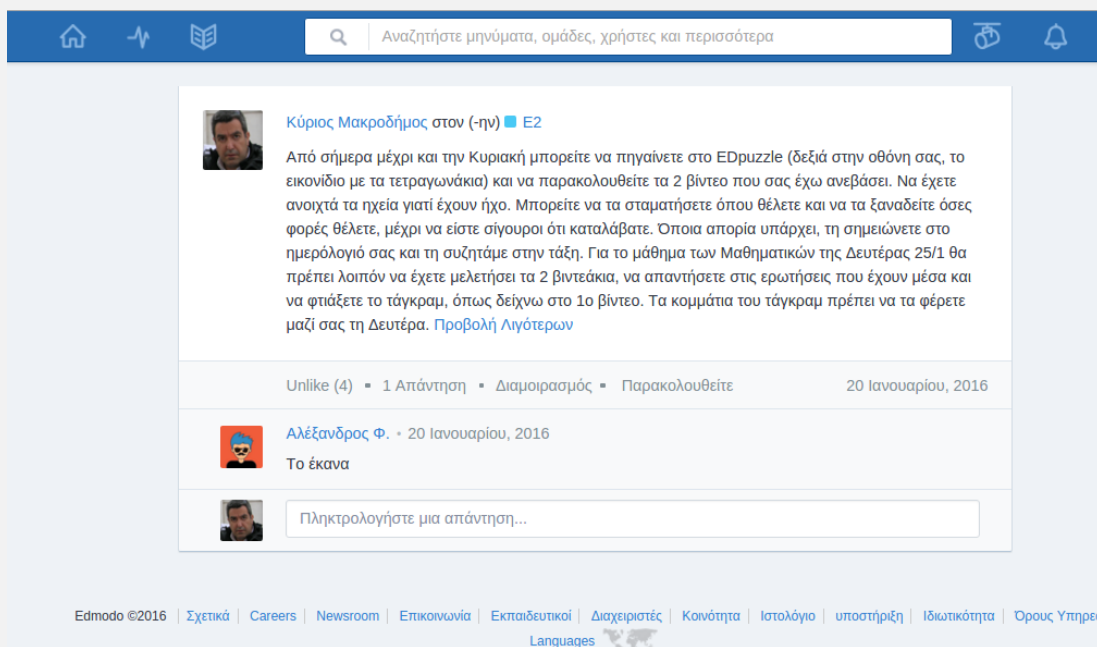 Αναζητήστε μηνύματα, ομάδες, χρήστες και περισσότερα
Κύριος Μακροδήμος στον (-ην) E2
Από σήμερα μέχρι και την Κυριακή μπορείτε να πηγαίνετε στο EDpuzzle (δεξιά στην οθόνη σας, το
εικονίδιο με τα τετραγωνάκια) και να παρακολουθείτε τα 2 βίντεο που σας έχω ανεβάσει. Να έχετε
ανοιχτά τα ηχεία γιατί έχουν ήχο. Μπορείτε να τα σταματήσετε όπου θέλετε και να τα ξαναδείτε όσες
φορές θέλετε, μέχρι να είστε σίγουροι ότι καταλάβατε. Όποια απορία υπάρχει, τη σημειώνετε στο
ημερόλογιό σας και τη συζητάμε στην τάξη. Για το μάθημα των Μαθηματικών της Δευτέρας 25/1 θα
πρέπει λοιπόν να έχετε μελετήσει τα 2 βιντεάκια, να απαντήσετε στις ερωτήσεις που έχουν μέσα και
να φτιάξετε το τάγκραμ, όπως δείχνω στο 1ο βίντεο. Τα κομμάτια του τάγκραμ πρέπει να τα φέρετε
μαζί σας τη Δευτέρα. Προβολή Λιγότερων
Unlike (4) ▪ 1 Απάντηση ▪ Διαμοιρασμός ▪ Παρακολουθείτε 20 Ιανουαρίου, 2016
Αλέξανδρος Φ. • 20 Ιανουαρίου, 2016
Το έκανα
Πληκτρολογήστε μια απάντηση...
Edmodo ©2016 | Σχετικά | Careers | Newsroom | Επικοινωνία | Εκπαιδευτικοί | Διαχειριστές | Κοινότητα | Ιστολόγιο | υποστήριξη | Ιδιωτικότητα | Όρους
Languages